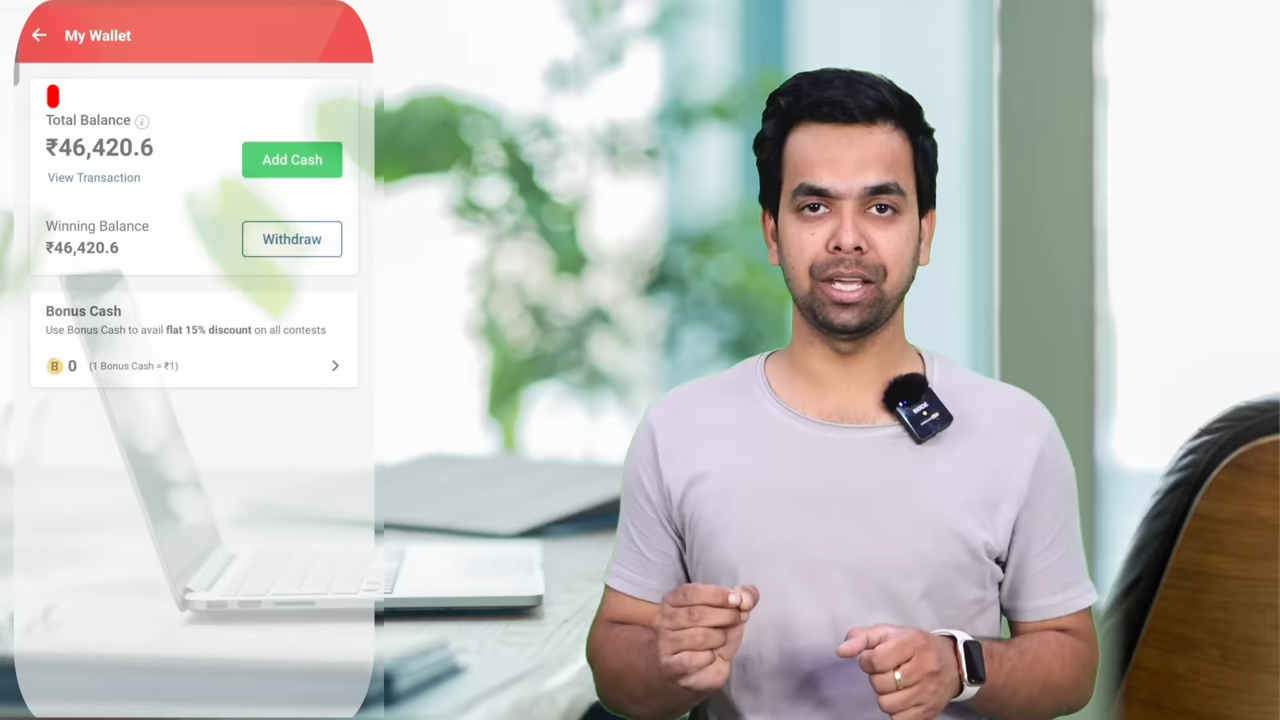 My Wallet
Total Balance i
₹46,420.6
Add Cash
View Transaction
Winning Balance
₹46,420.6
Withdraw
Bonus Cash
Use Bonus Cash to avail flat 15% discount on all contests
B 0 (1 Bonus Cash = ₹1)